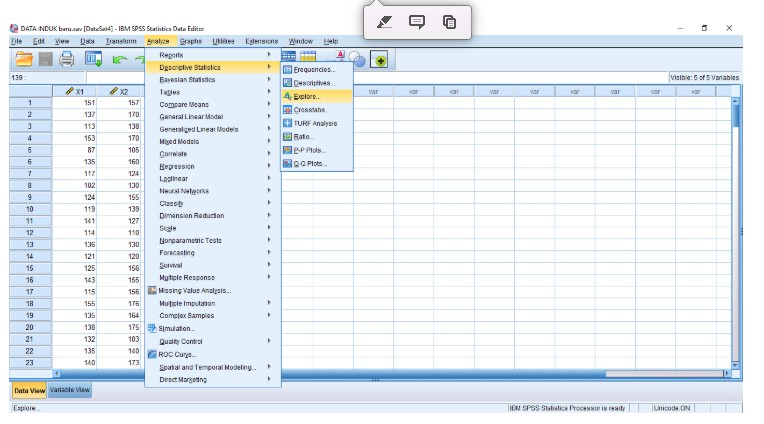 DATA INDUK baru.sav [DataSet4] - IBM SPSS Statistics Data Editor
File Edit View Data Transform Analyze Graphs Utilities Extensions Window Help
139 :
Visible: 5 of 5 Variables
X1 X2 var var var var var var var var var
1 151 157
2 137 170
3 113 138
4 153 170
5 87 105
6 135 160
7 117 124
8 102 130
9 124 155
10 119 139
11 141 127
12 114 110
13 136 130
14 121 120
15 125 156
16 143 155
17 115 156
18 155 176
19 135 164
20 138 175
21 132 103
22 135 140
23 140 173
Reports
Descriptive Statistics
Bayesian Statistics
Tables
Compare Means
General Linear Model
Generalized Linear Models
Mixed Models
Correlate
Regression
Loglinear
Neural Networks
Classify
Dimension Reduction
Scale
Nonparametric Tests
Forecasting
Survival
Multiple Response
Missing Value Analysis...
Multiple Imputation
Complex Samples
Simulation...
Quality Control
ROC Curve...
Spatial and Temporal Modeling...
Direct Marketing
Frequencies...
Descriptives...
Explore...
Crosstabs...
TURF Analysis
Ratio...
P-P Plots...
Q-Q Plots...
Data View Variable View
Explore...
IBM SPSS Statistics Processor is ready
Unicode:ON